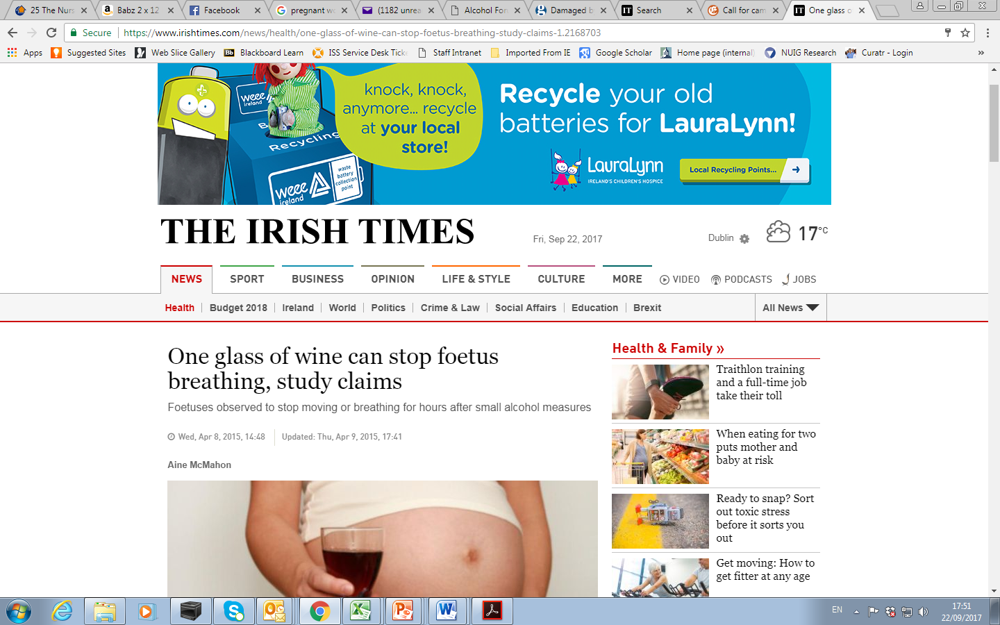 25 The Nurs
Babz 2 x 12
Facebook
pregnant wo
(1182 unrea
Alcohol For
Damaged b
Search
Call for cam
One glass o
Secure
https://www.irishtimes.com/news/health/one-glass-of-wine-can-stop-foetus-breathing-study-claims-1.2168703
Apps
Suggested Sites
Web Slice Gallery
Blackboard Learn
ISS Service Desk Ticke
Staff Intranet
Imported From IE
Google Scholar
Home page (internal)
NUIG Research
Curatr - Login
»
knock, knock,
anymore... recycle
at your local
store!
Recycle your old
batteries for LauraLynn!
LauraLynn
IRELAND'S CHILDREN'S HOSPICE
Local Recycling Points...
weee
ireland
Recycling
weee
ireland
waste
battery
collection
point
THE IRISH TIMES
Fri, Sep 22, 2017
Dublin
17°C
NEWS
SPORT
BUSINESS
OPINION
LIFE & STYLE
CULTURE
MORE
VIDEO
PODCASTS
JOBS
Health
Budget 2018
Ireland
World
Politics
Crime & Law
Social Affairs
Education
Brexit
All News
One glass of wine can stop foetus
breathing, study claims
Foetuses observed to stop moving or breathing for hours after small alcohol measures
Wed, Apr 8, 2015, 14:48
Updated: Thu, Apr 9, 2015, 17:41
Aine McMahon
Health & Family »
Traithlon training
and a full-time job
take their toll
When eating for two
puts mother and
baby at risk
Ready to snap? Sort
out toxic stress
before it sorts you
out
Get moving: How to
get fitter at any age
EN
17:51
22/09/2017